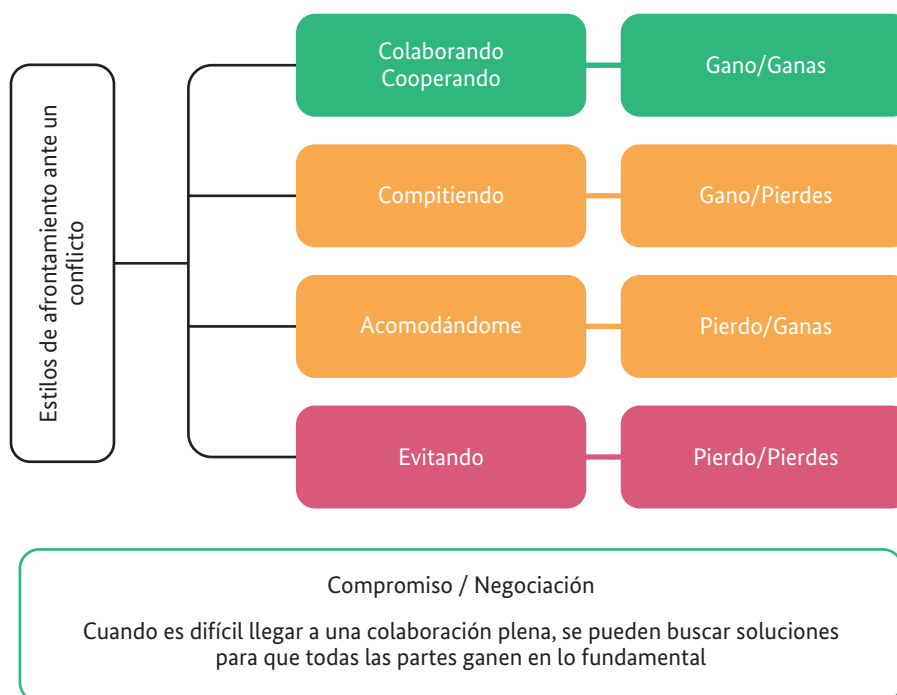 Estilos de afrontamiento ante un
conflicto
Colaborando
Cooperando
Gano/Ganas
Compitiendo
Gano/Pierdes
Acomodándome
Pierdo/Ganas
Evitando
Pierdo/Pierdes
Compromiso / Negociación
Cuando es difícil llegar a una colaboración plena, se pueden buscar soluciones
para que todas las partes ganen en lo fundamental